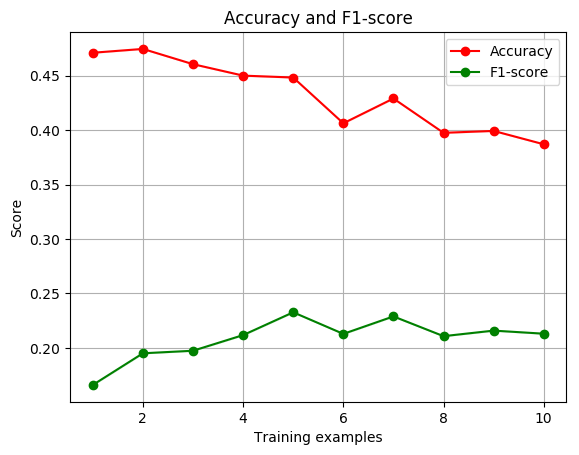 Accuracy and F1-score
Accuracy
F1-score
0.45
0.40
0.35
0.30
0.25
0.20
Score
2 4 6 8 10
Training examples